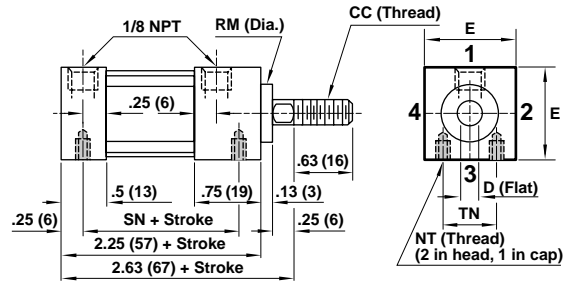 1/8 NPT
RM (Dia.)
CC (Thread)
E
1
.25 (6)
4
2
E
.63 (16)
3
D (Flat)
.5 (13)
.75 (19)
.13 (3)
TN
.25 (6)
SN + Stroke
.25 (6)
NT (Thread)
2.25 (57) + Stroke
(2 in head, 1 in cap)
2.63 (67) + Stroke